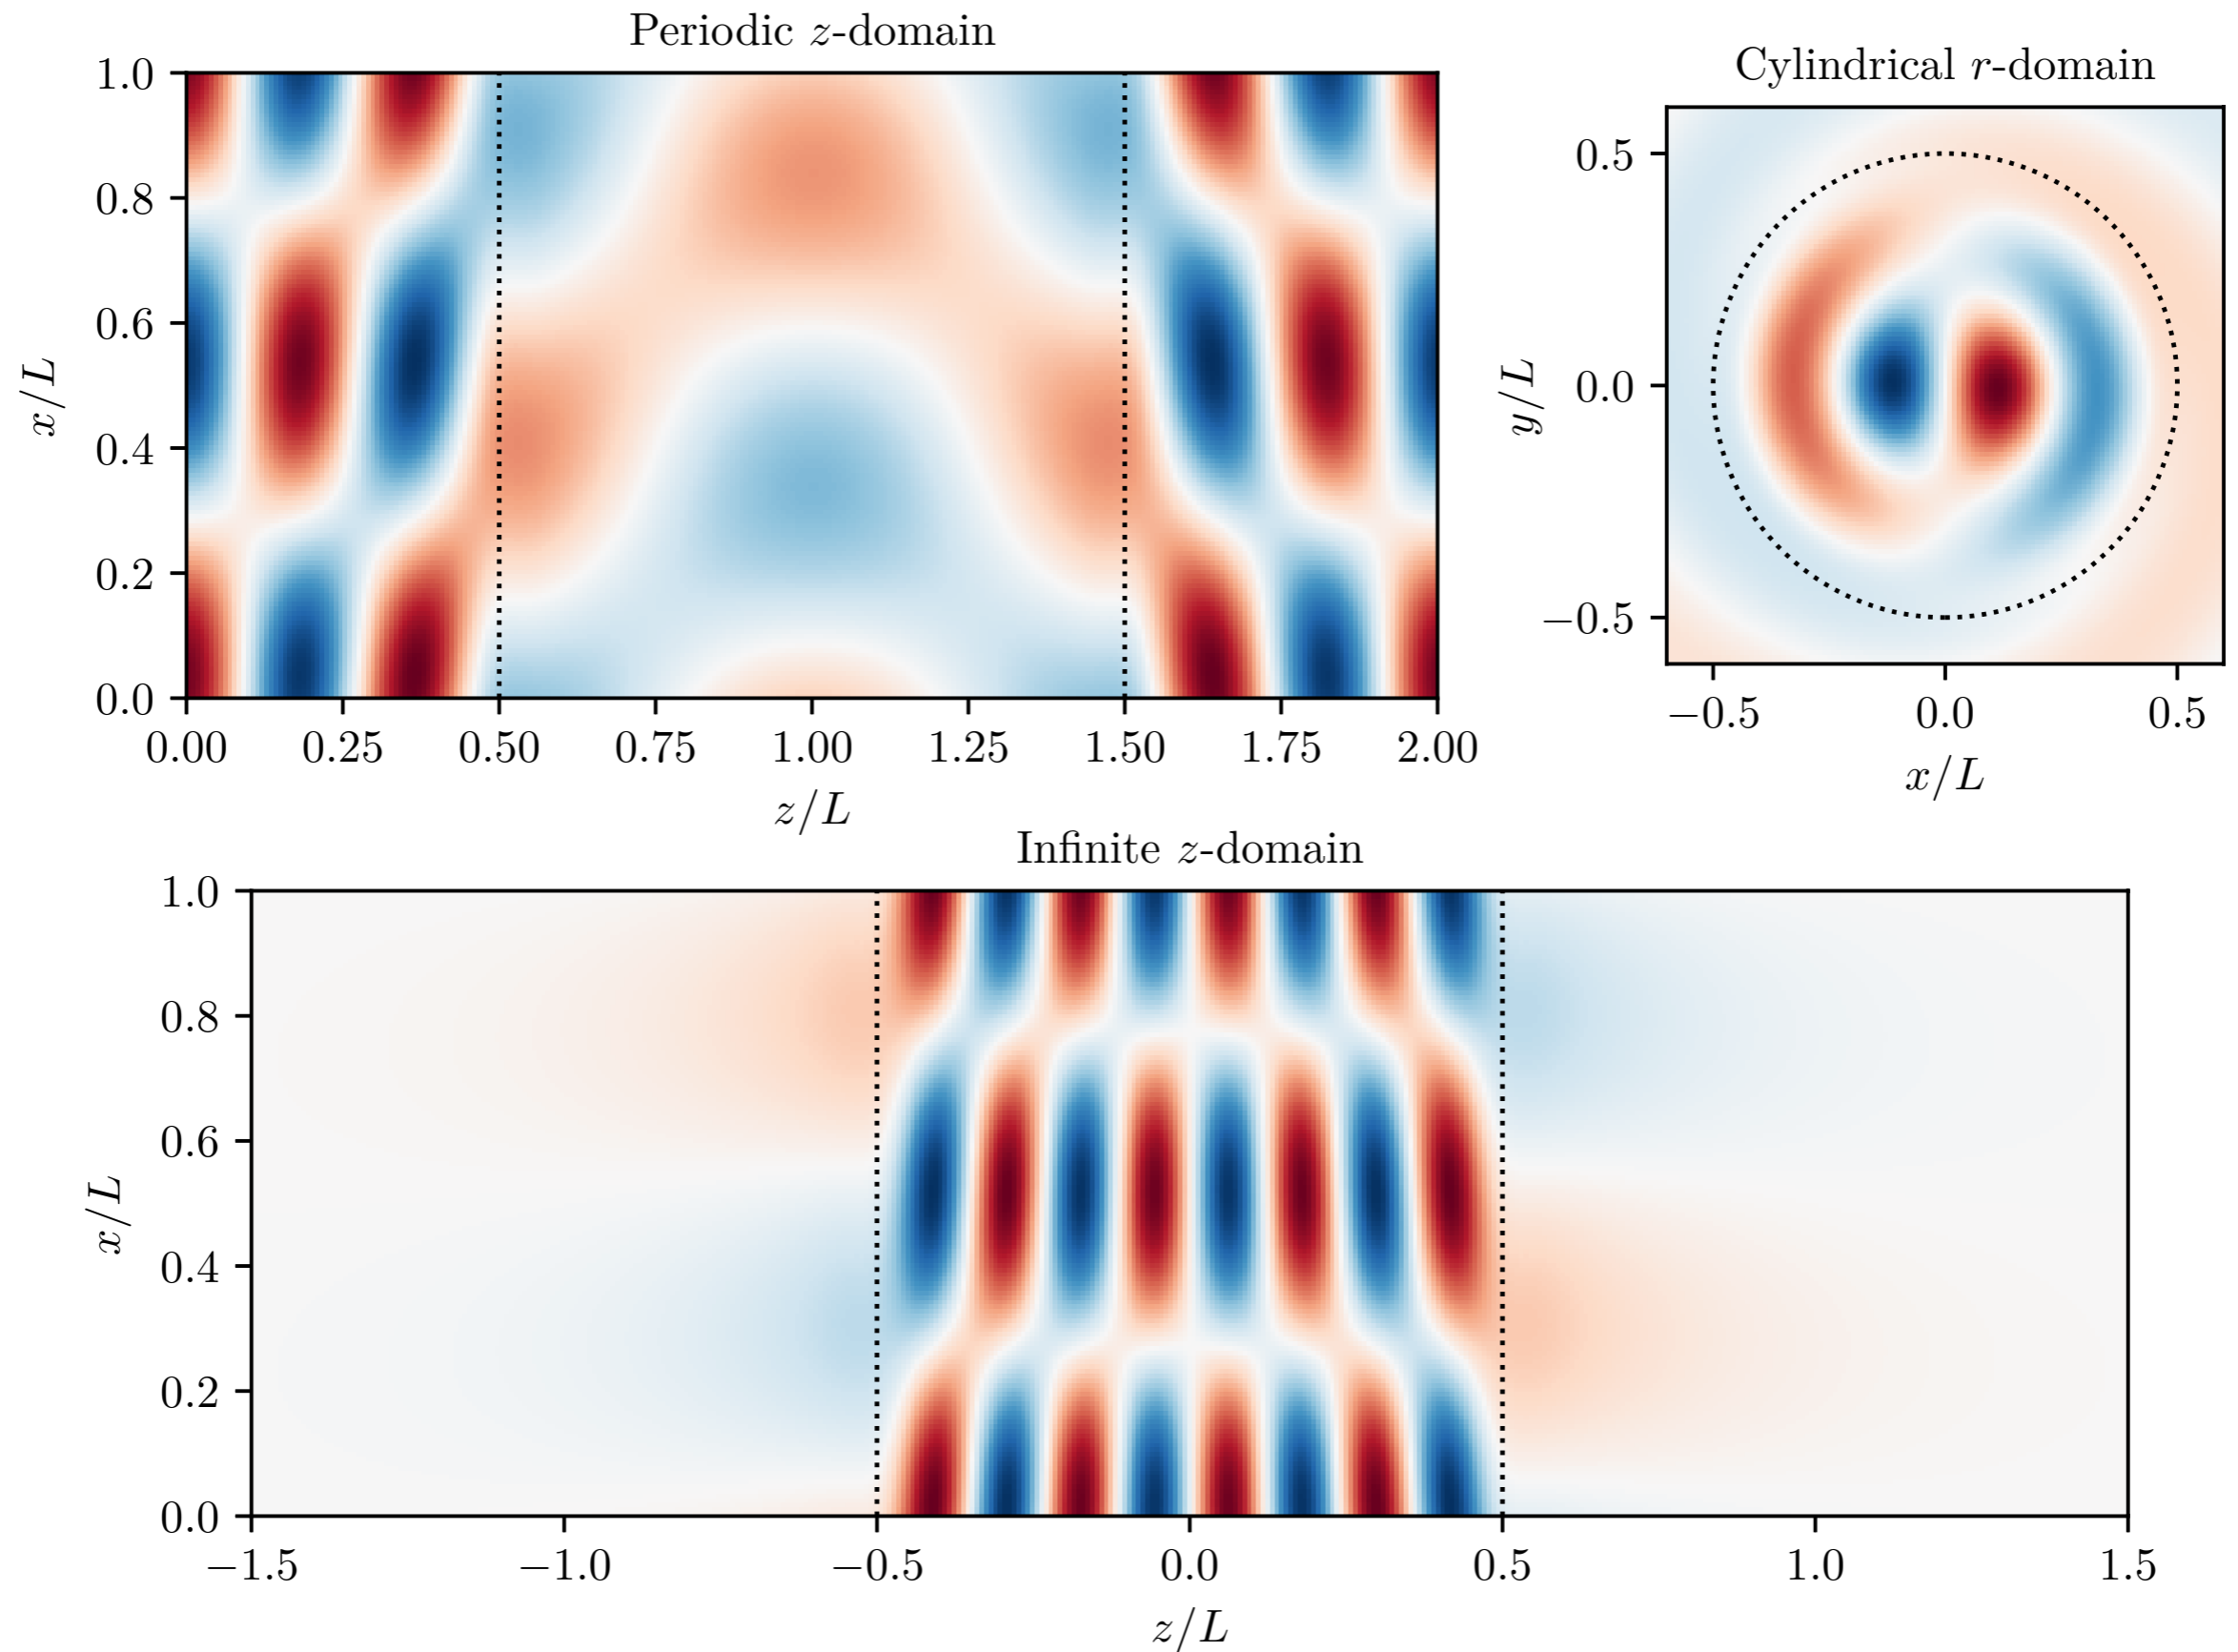 Periodic z-domain
1.0
0.8
0.6
0.4
0.2
0.0
x/L
0.00 0.25 0.50 0.75 1.00 1.25 1.50 1.75 2.00
z/L
Cylindrical r-domain
0.5
0.0
−0.5
y/L
−0.5 0.0 0.5
x/L
Infinite z-domain
1.0
0.8
0.6
0.4
0.2
0.0
x/L
−1.5 −1.0 −0.5 0.0 0.5 1.0 1.5
z/L